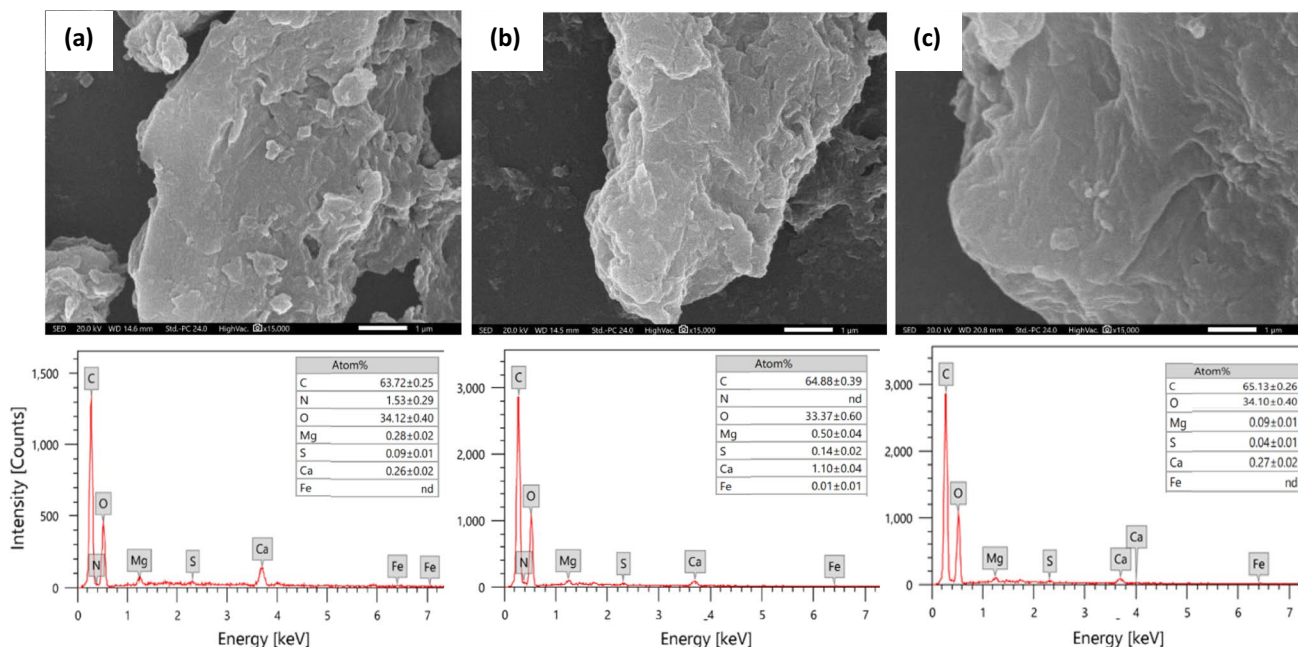 (a)
SED 20.0 kV WD 14.6 mm Std.-PC 24.0 HighVac. x15,000 1 µm
(b)
SED 20.0 kV WD 14.5 mm Std.-PC 24.0 HighVac. x15,000 1 µm
(c)
SED 20.0 kV WD 20.8 mm Std.-PC 24.0 HighVac. x15,000 1 µm
Intensity [Counts]
1,500
1,000
500
0
C
N
O
Mg
S
Ca
Fe
Fe
Atom%
C 63.72±0.25
N 1.53±0.29
O 34.12±0.40
Mg 0.28±0.02
S 0.09±0.01
Ca 0.26±0.02
Fe nd
0 1 2 3 4 5 6 7
Energy [keV]
3,000
2,000
1,000
0
C
N
O
Mg
S
Ca
Fe
Atom%
C 64.88±0.39
N nd
O 33.37±0.60
Mg 0.50±0.04
S 0.14±0.02
Ca 1.10±0.04
Fe 0.01±0.01
0 1 2 3 4 5 6 7
Energy [keV]
3,000
2,000
1,000
0
C
O
Mg
S
Ca
Ca
Fe
Atom%
C 65.13±0.26
O 34.10±0.40
Mg 0.09±0.01
S 0.04±0.01
Ca 0.27±0.02
Fe nd
0 1 2 3 4 5 6 7
Energy [keV]